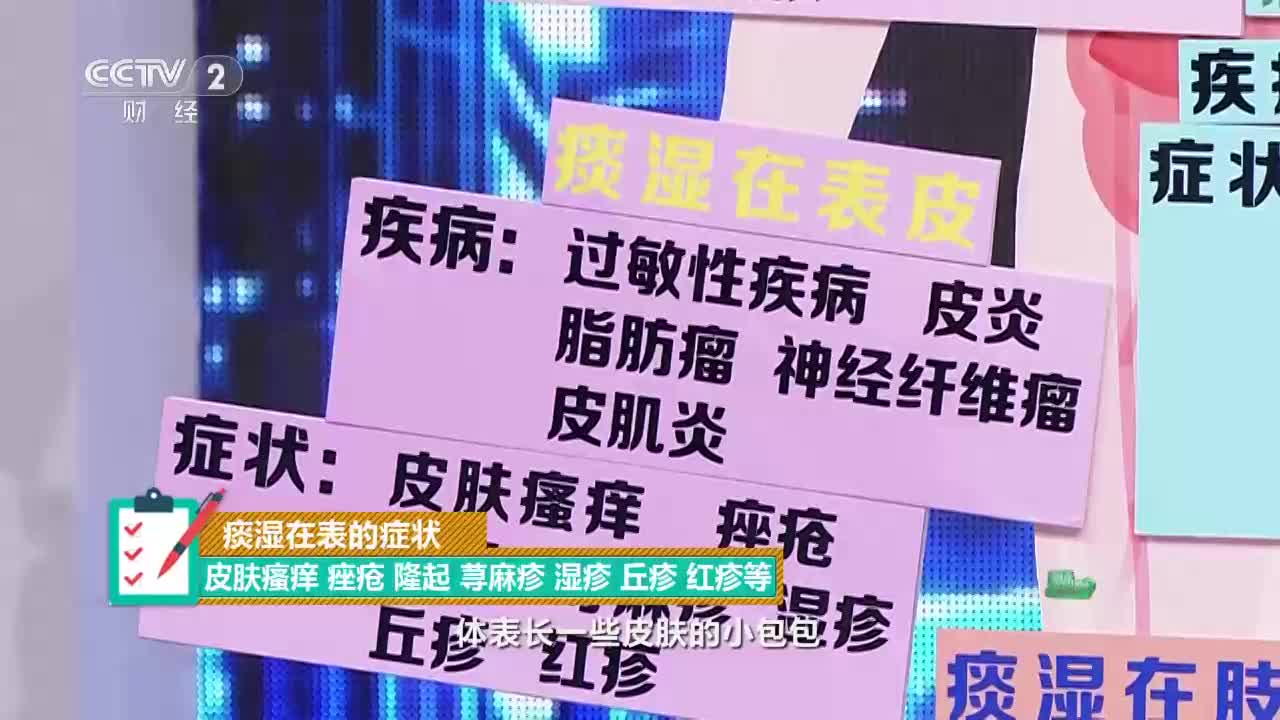 CCTV 2
财 经
痰湿在表皮
疾病：过敏性疾病 皮炎
脂肪瘤 神经纤维瘤
皮肌炎
症状：皮肤瘙痒 痤疮
湿疹
丘疹 红疹
痰湿在表的症状
皮肤瘙痒 痤疮 隆起 荨麻疹 湿疹 丘疹 红疹等
体表长一些皮肤的小包包
症状
痰湿在肢